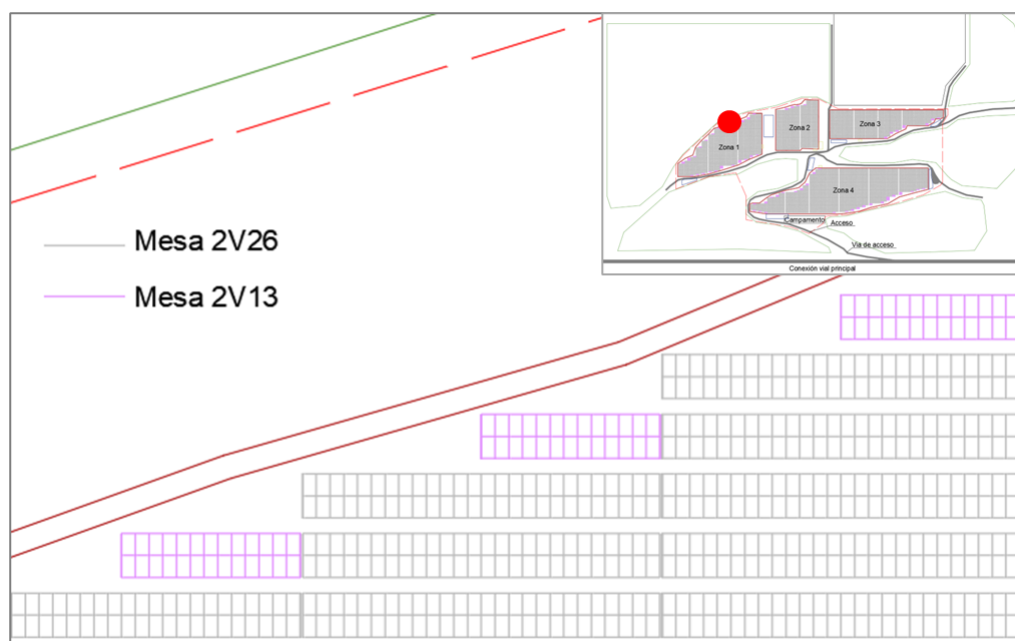 Mesa 2V26
Mesa 2V13
Zona 1
Zona 2
Zona 3
Zona 4
Campamento
Acceso
Vía de acceso
Conexión vial principal